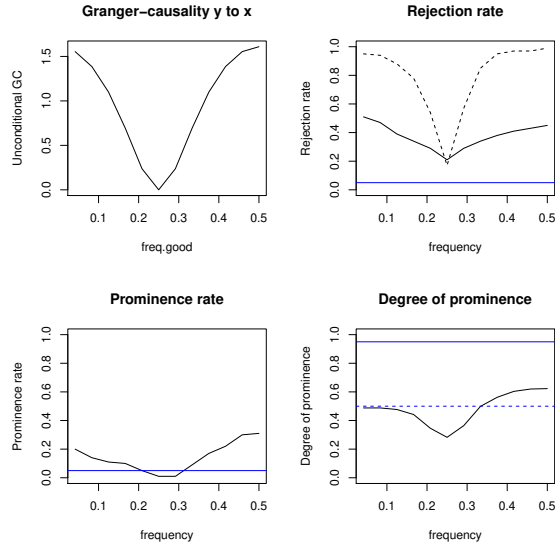 Granger−causality y to x
Unconditional GC
0.0 0.5 1.0 1.5
0.1 0.2 0.3 0.4 0.5
freq.good
Rejection rate
Rejection rate
0.0 0.2 0.4 0.6 0.8 1.0
0.1 0.2 0.3 0.4 0.5
frequency
Prominence rate
Prominence rate
0.0 0.2 0.4 0.6 0.8 1.0
0.1 0.2 0.3 0.4 0.5
frequency
Degree of prominence
Degree of prominence
0.0 0.2 0.4 0.6 0.8 1.0
0.1 0.2 0.3 0.4 0.5
frequency